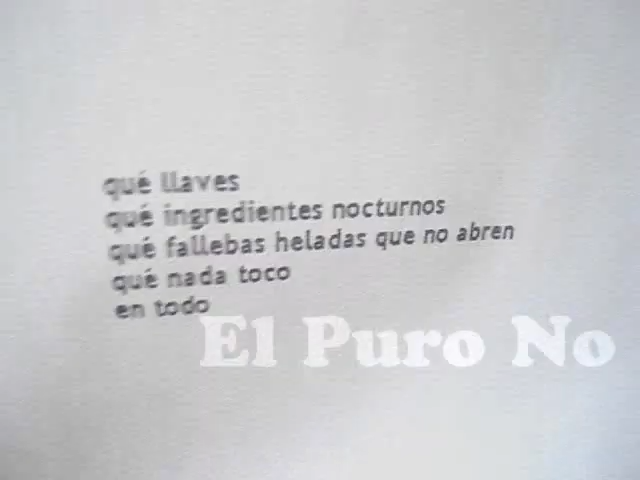 qué llaves
qué ingredientes nocturnos
qué fallebas heladas que no abren
qué nada toco
en todo
El Puro No